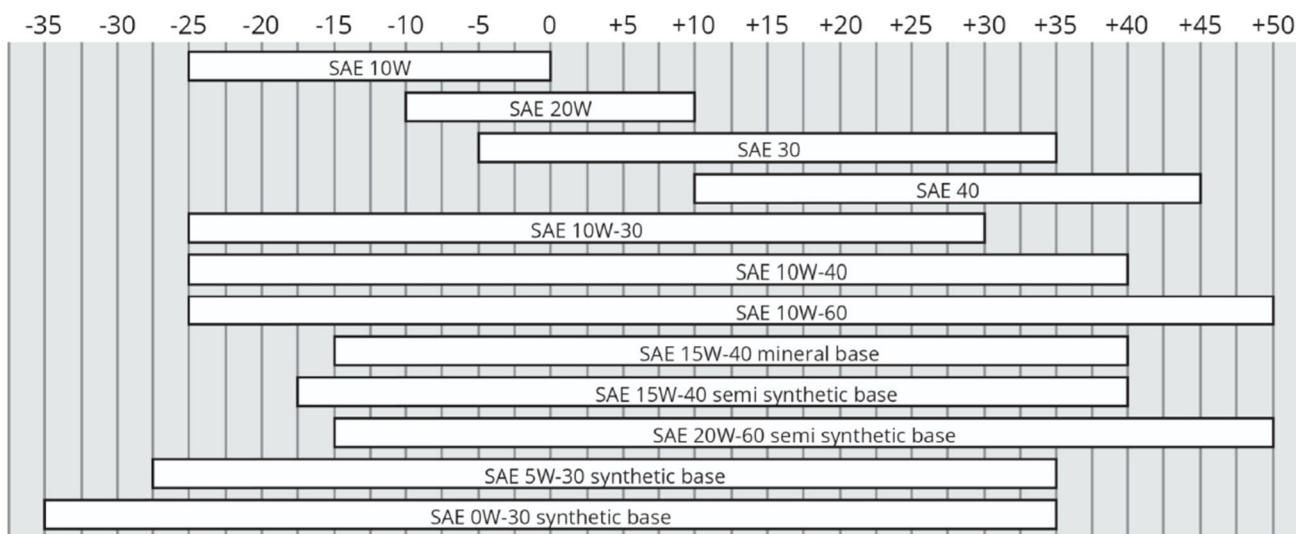 -35 -30 -25 -20 -15 -10 -5 0 +5 +10 +15 +20 +25 +30 +35 +40 +45 +50
SAE 10W
SAE 20W
SAE 30
SAE 40
SAE 10W-30
SAE 10W-40
SAE 10W-60
SAE 15W-40 mineral base
SAE 15W-40 semi synthetic base
SAE 20W-60 semi synthetic base
SAE 5W-30 synthetic base
SAE 0W-30 synthetic base